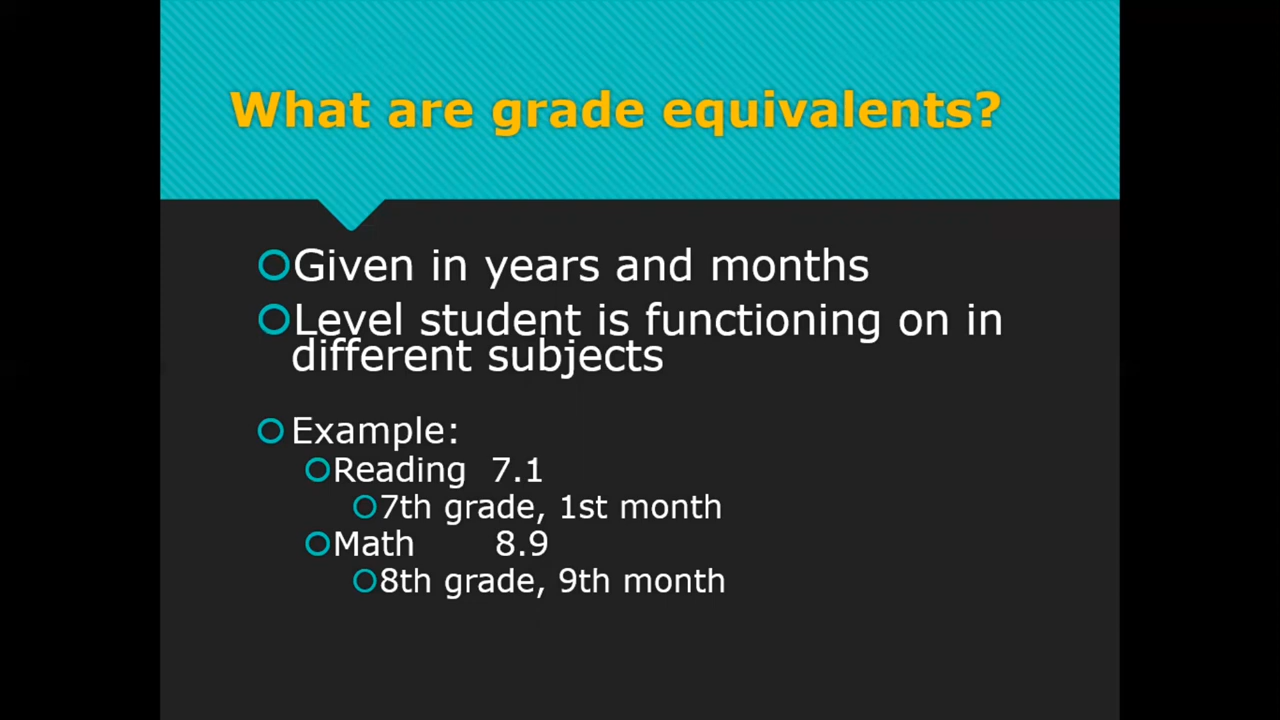 What are grade equivalents?
Given in years and months
Level student is functioning on in
different subjects
Example:
Reading 7.1
7th grade, 1st month
Math 8.9
8th grade, 9th month